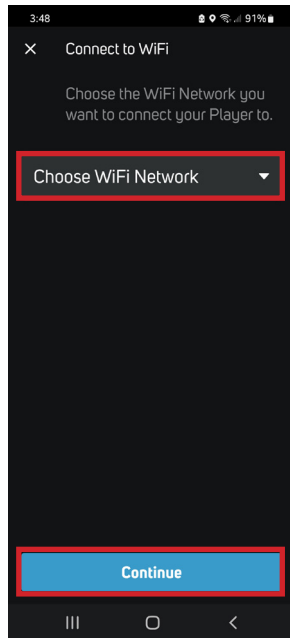 3:48 91%
Connect to WiFi
Choose the WiFi Network you
want to connect your Player to.
Choose WiFi Network
Continue